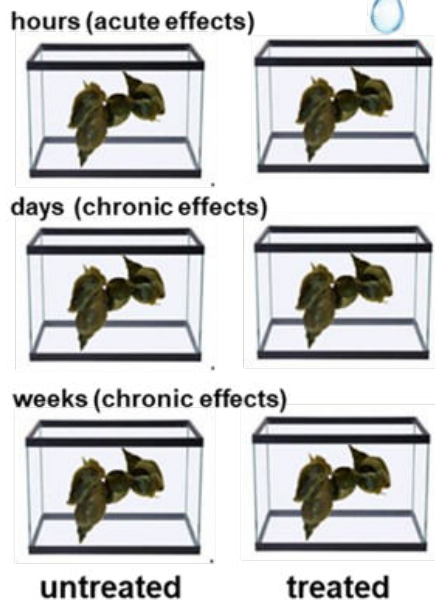 hours (acute effects)
days (chronic effects)
weeks (chronic effects)
untreated treated